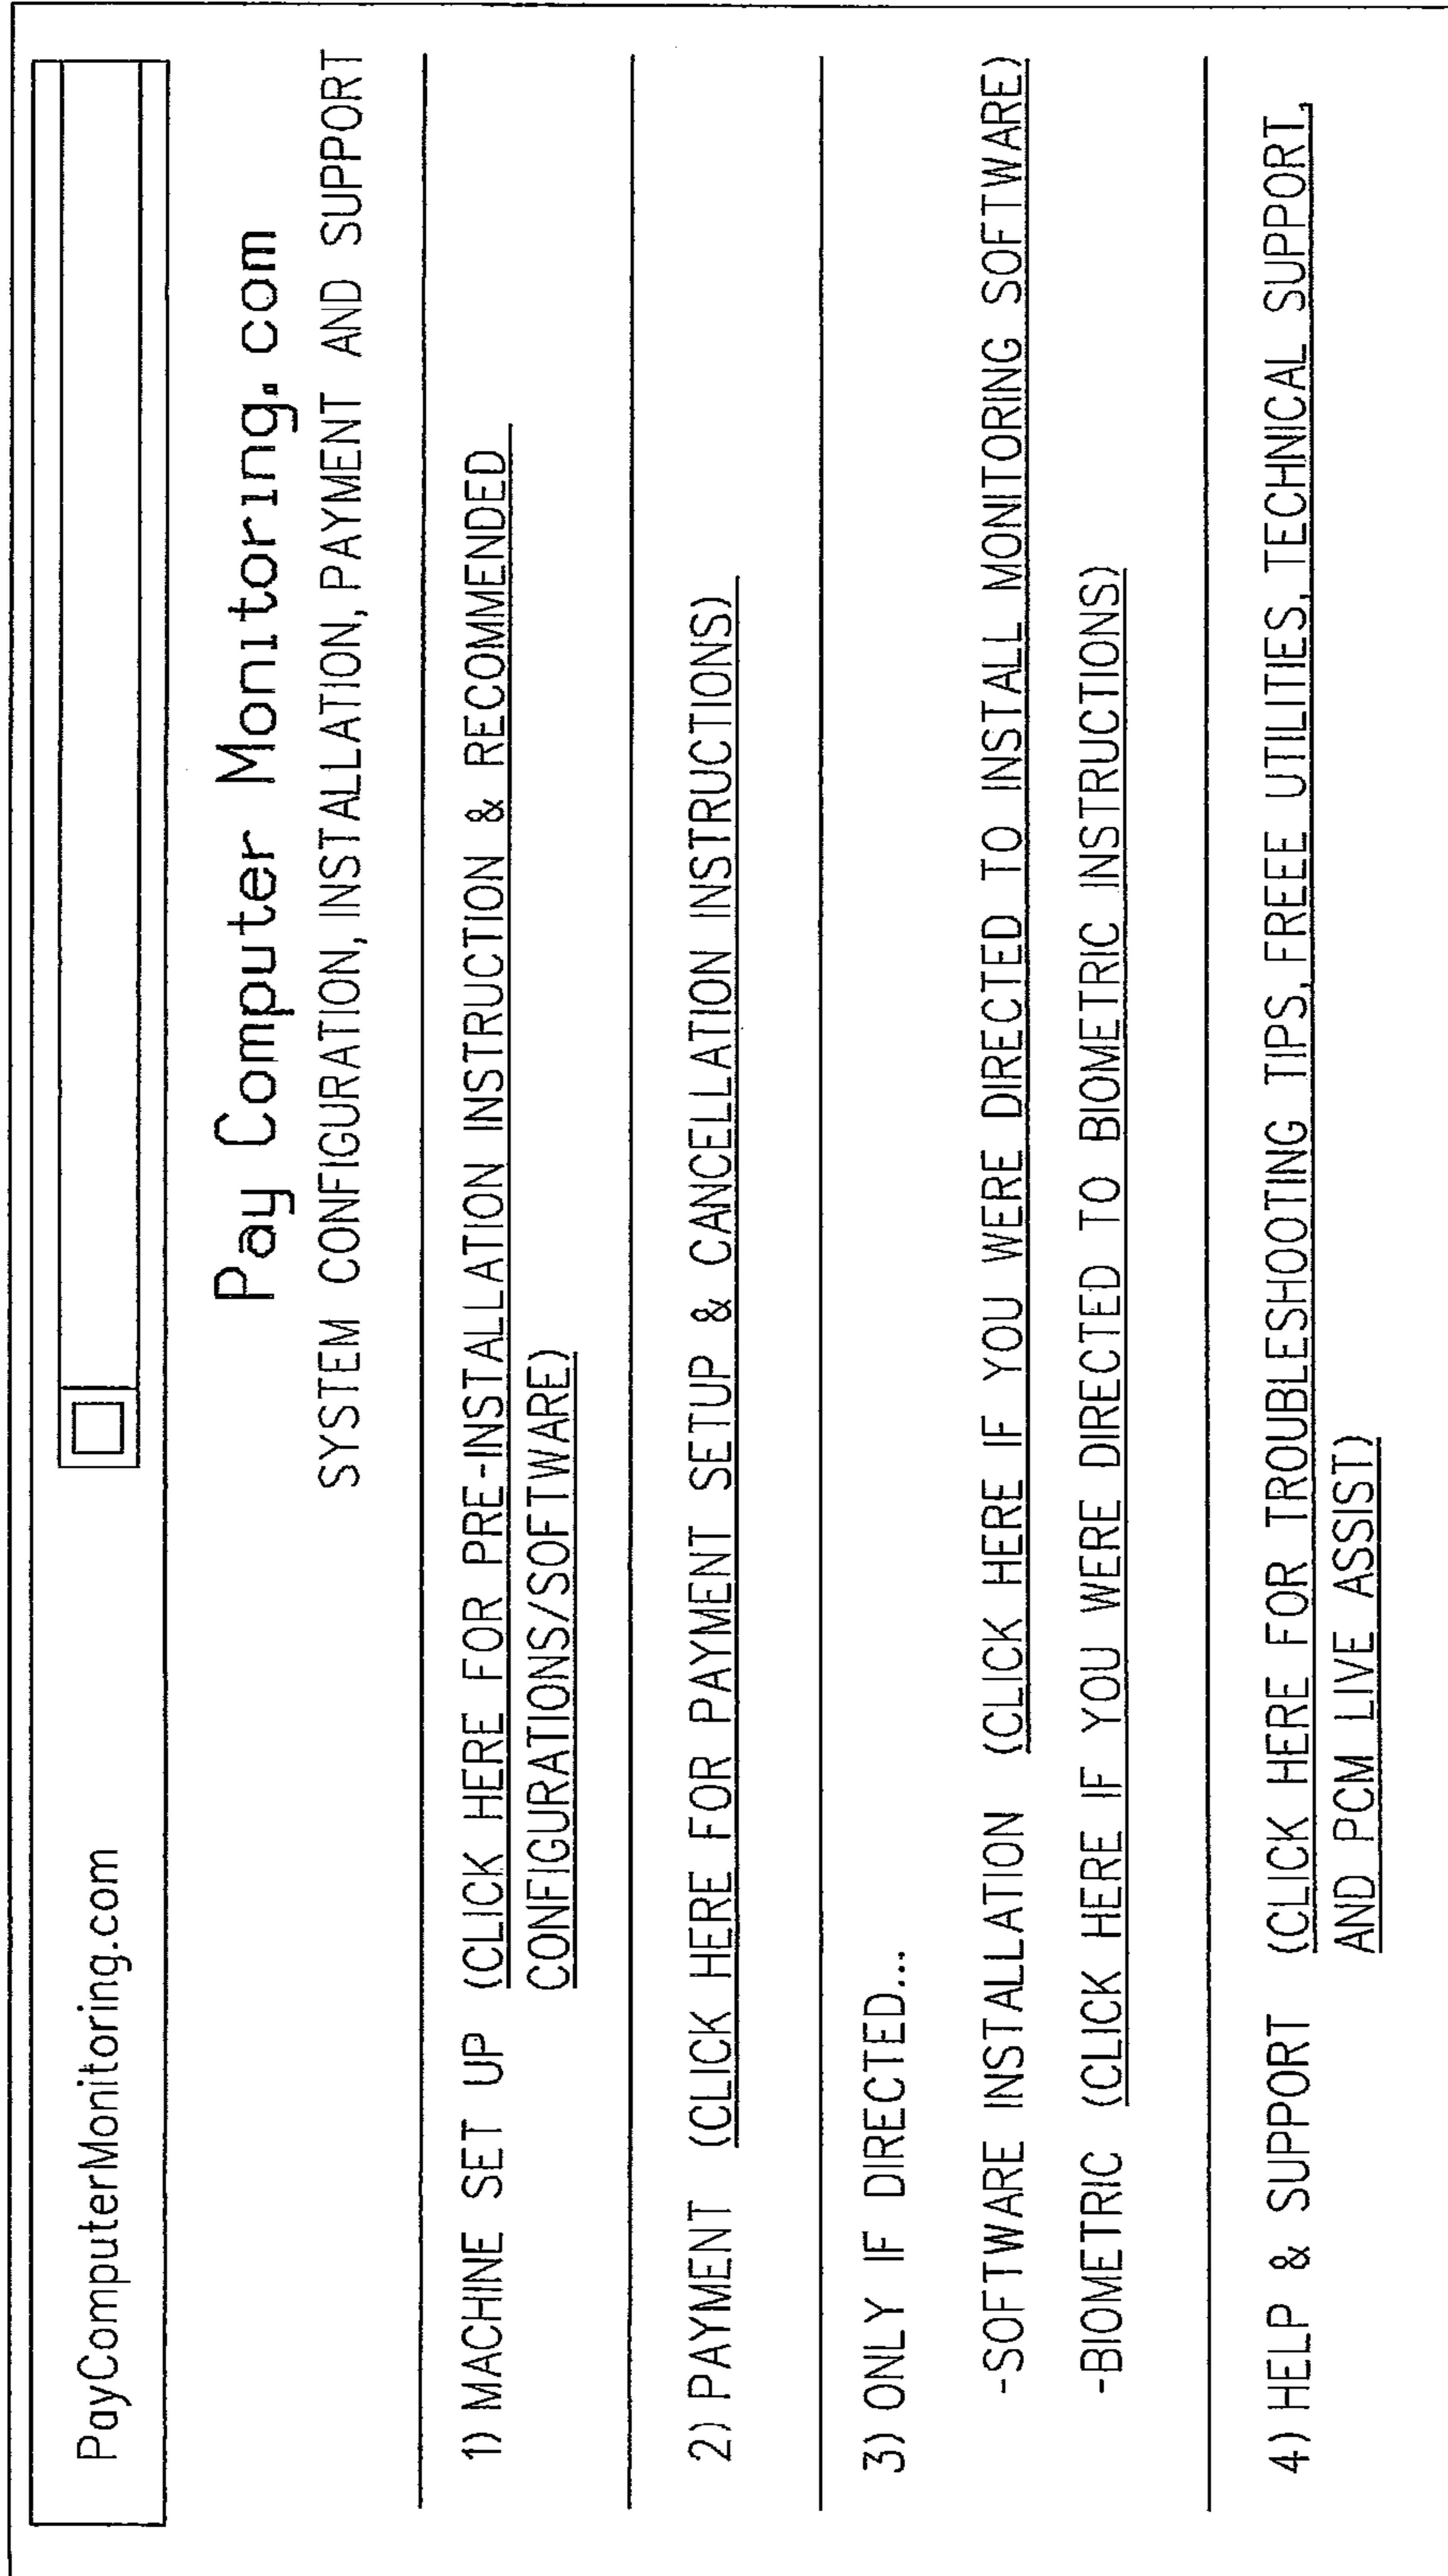 PayComputerMonitoring.com
Pay Computer Monitoring.com
SYSTEM CONFIGURATION, INSTALLATION, PAYMENT AND SUPPORT
1) MACHINE SET UP (CLICK HERE FOR PRE-INSTALLATION INSTRUCTION & RECOMMENDED
CONFIGURATIONS/SOFTWARE)
2) PAYMENT (CLICK HERE FOR PAYMENT SETUP & CANCELLATION INSTRUCTIONS)
3) ONLY IF DIRECTED...
-SOFTWARE INSTALLATION (CLICK HERE IF YOU WERE DIRECTED TO INSTALL MONITORING SOFTWARE)
-BIOMETRIC (CLICK HERE IF YOU WERE DIRECTED TO BIOMETRIC INSTRUCTIONS)
4) HELP & SUPPORT (CLICK HERE FOR TROUBLESHOOTING TIPS, FREEE UTILITIES, TECHNICAL SUPPORT,
AND PCM LIVE ASSIST)